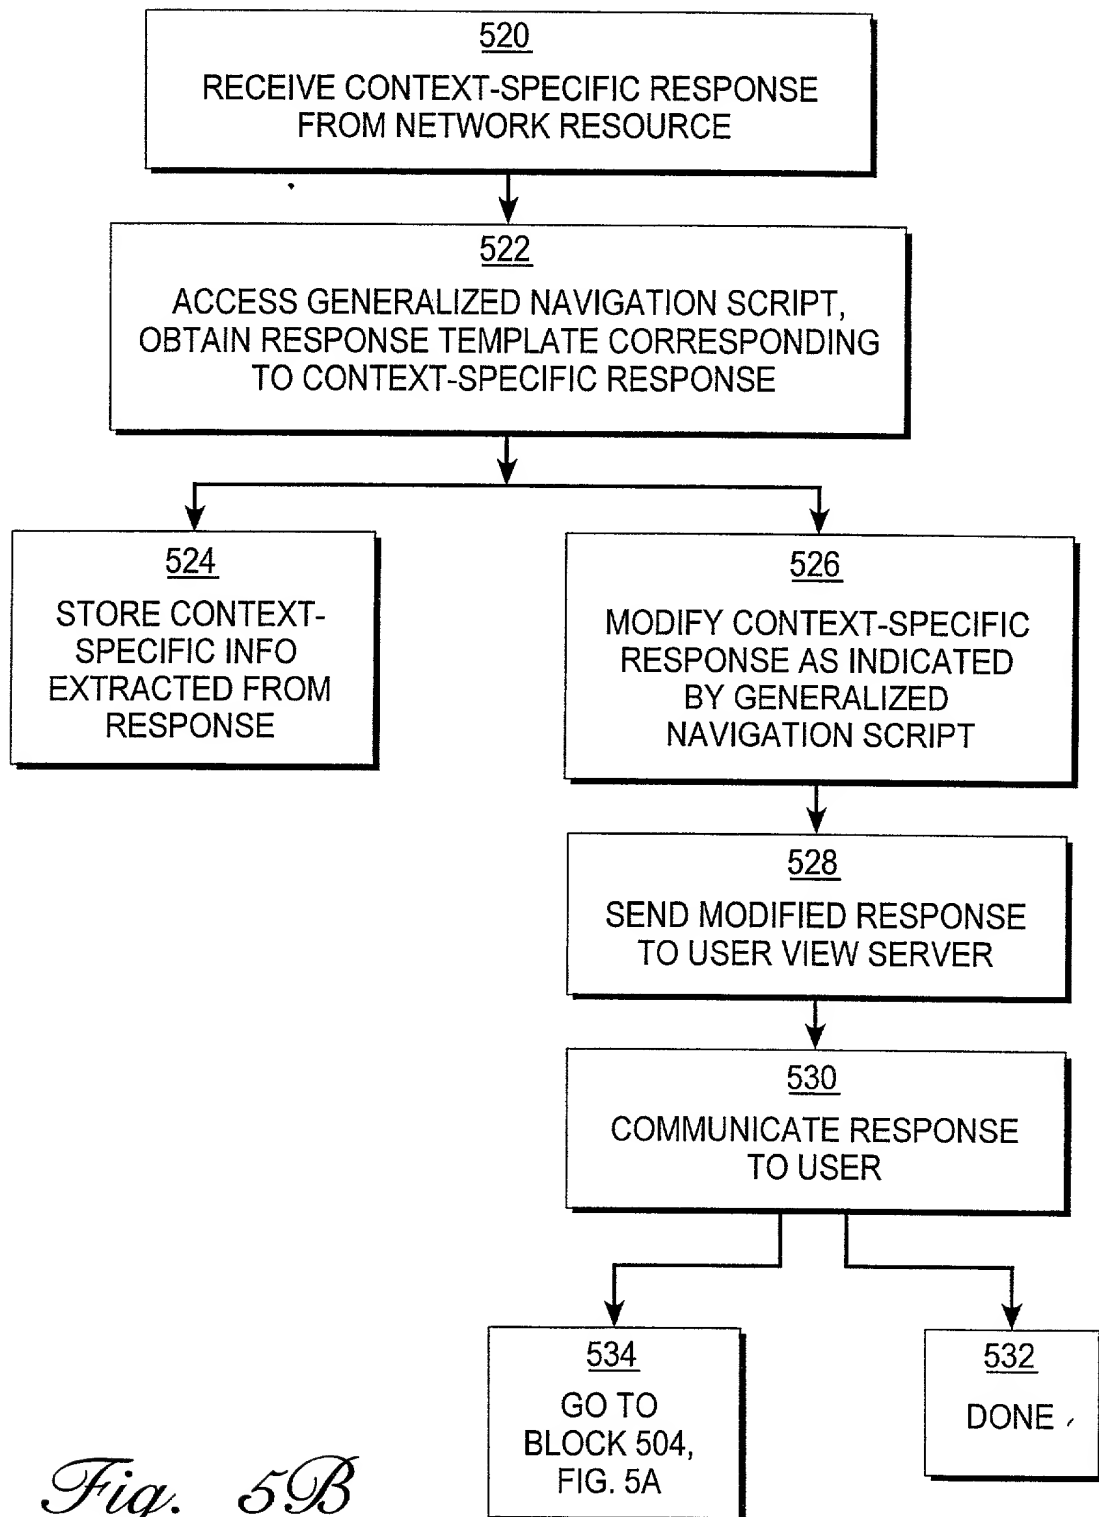 520
RECEIVE CONTEXT-SPECIFIC RESPONSE
FROM NETWORK RESOURCE
522
ACCESS GENERALIZED NAVIGATION SCRIPT,
OBTAIN RESPONSE TEMPLATE CORRESPONDING
TO CONTEXT-SPECIFIC RESPONSE
524
STORE CONTEXT-
SPECIFIC INFO
EXTRACTED FROM
RESPONSE
526
MODIFY CONTEXT-SPECIFIC
RESPONSE AS INDICATED
BY GENERALIZED
NAVIGATION SCRIPT
528
SEND MODIFIED RESPONSE
TO USER VIEW SERVER
530
COMMUNICATE RESPONSE
TO USER
534
GO TO
BLOCK 504,
FIG. 5A
532
DONE
Fig. 5B